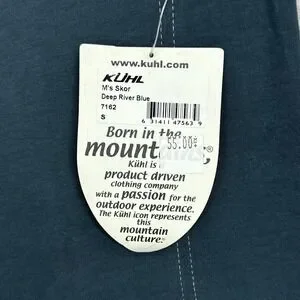 www.kuhl.com
KÜHL
M's Skor
Deep River Blue
7162
S
6 31411 47563 9
Born in the
55.00
mountains,
Kühl is a
product driven
clothing company
with a passion for the
outdoor experience.
The Kühl icon represents
this
mountain
culture.